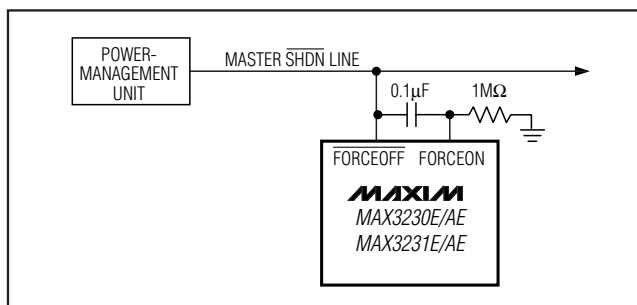 POWER-
MANAGEMENT
UNIT
MASTER SHDN LINE
0.1μF 1MΩ
FORCEOFF FORCEON
MAXIM
MAX3230E/AE
MAX3231E/AE